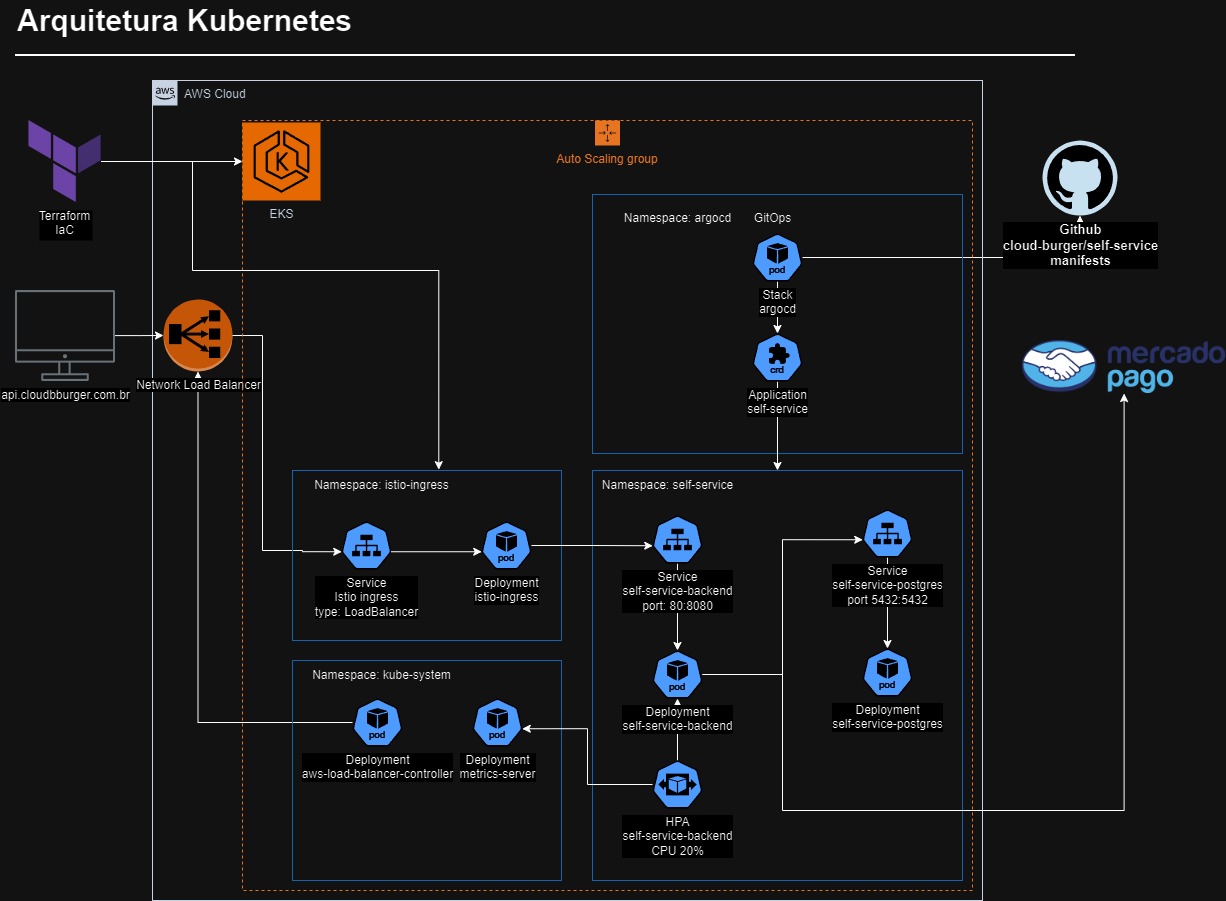 Arquitetura Kubernetes
aws
AWS Cloud
Auto Scaling group
Terraform
IaC
K
EKS
Namespace: argocd
GitOps
pod
Stack
argocd
crd
Application
self-service
Github
cloud-burger/self-service
manifests
api.cloudbburger.com.br
Network Load Balancer
mercado
pago
Namespace: istio-ingress
Service
Istio ingress
type: LoadBalancer
pod
Deployment
istio-ingress
Namespace: self-service
Service
self-service-backend
port: 80:8080
Service
self-service-postgres
port 5432:5432
pod
Deployment
self-service-backend
pod
Deployment
self-service-postgres
HPA
self-service-backend
CPU 20%
Namespace: kube-system
pod
Deployment
aws-load-balancer-controller
pod
Deployment
metrics-server